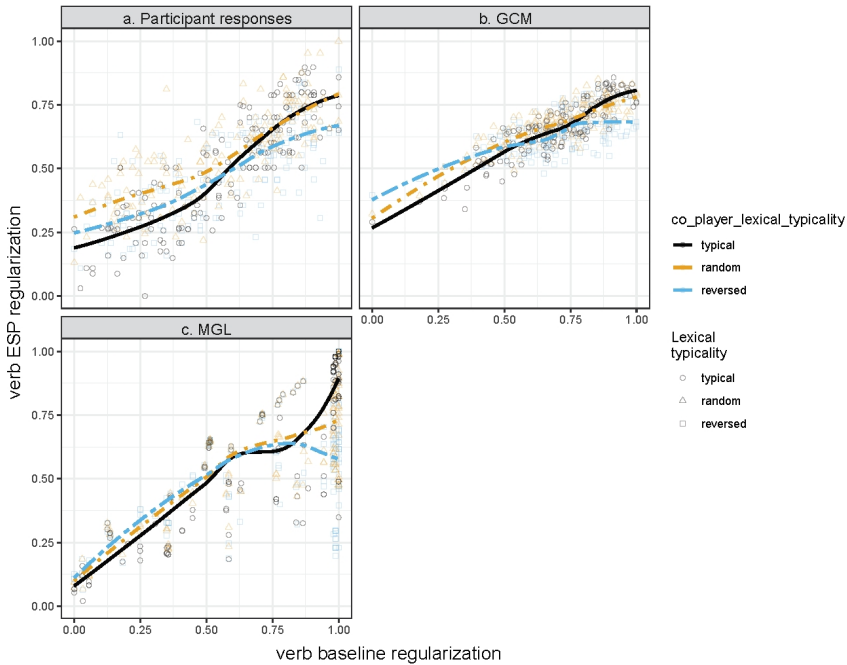 a. Participant responses
b. GCM
1.00
0.75
0.50
0.25
0.00
0.00 0.25 0.50 0.75 1.00
c. MGL
1.00
0.75
0.50
0.25
0.00
0.00 0.25 0.50 0.75 1.00
verb baseline regularization
verb ESP regularization
co_player_lexical_typicality
typical
random
reversed
Lexical
typicality
typical
random
reversed